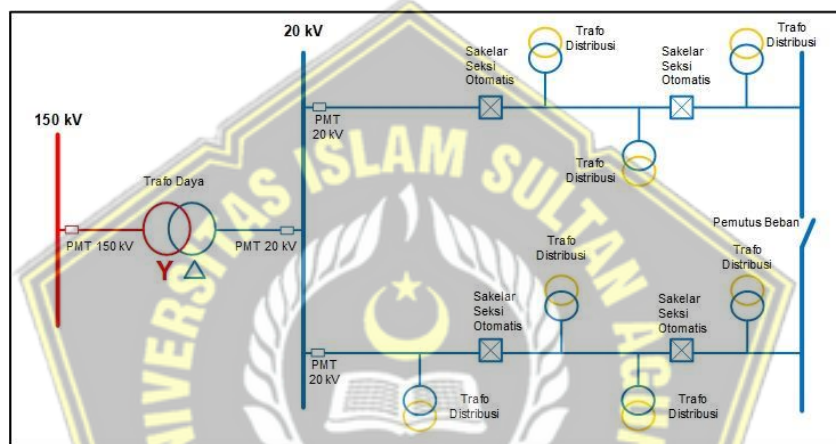 20 kV
150 kV
Trafo Daya
PMT 150 kV
Y
Δ
PMT 20 kV
PMT
20 kV
Sakelar
Seksi
Otomatis
Trafo
Distribusi
Trafo
Distribusi
Sakelar
Seksi
Otomatis
Trafo
Distribusi
Pemutus Beban
PMT
20 kV
Trafo
Distribusi
Sakelar
Seksi
Otomatis
Trafo
Distribusi
Trafo
Distribusi
Sakelar
Seksi
Otomatis
Trafo
Distribusi
UNIVERSITAS ISLAM SULTAN AGUN